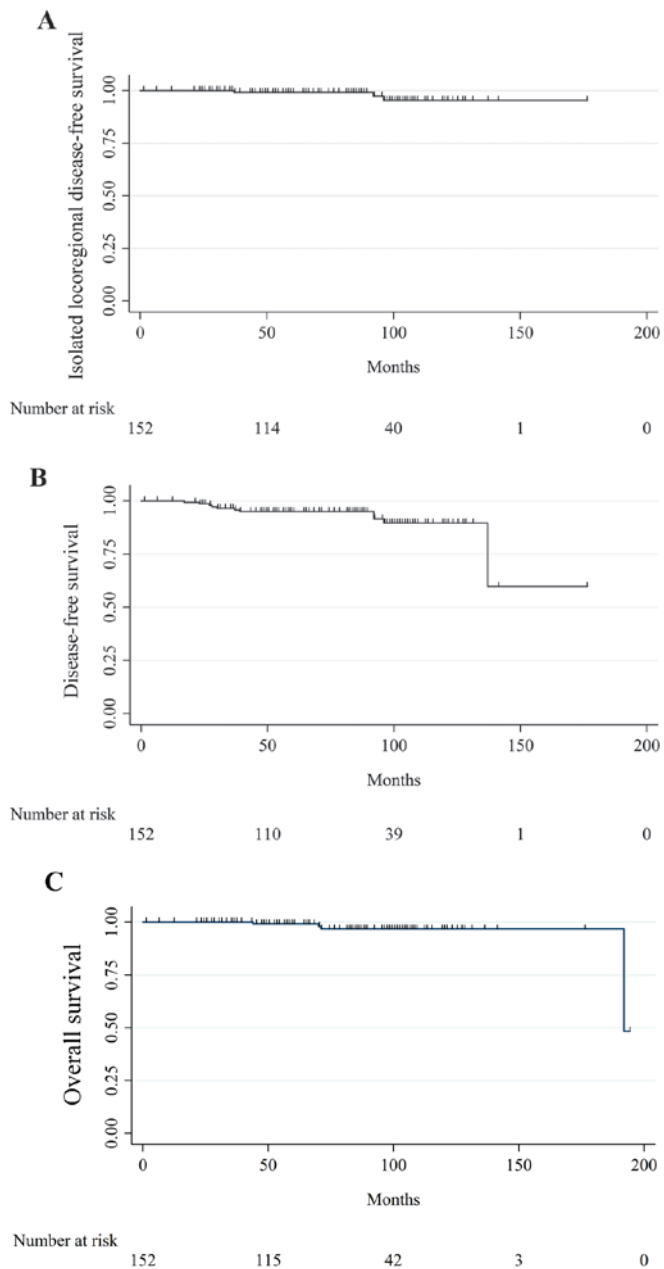 A
Isolated locoregional disease-free survival
1.00
0.75
0.50
0.25
0.00
0 50 100 150 200
Months
Number at risk
152 114 40 1 0
B
Disease-free survival
1.00
0.75
0.50
0.25
0.00
0 50 100 150 200
Months
Number at risk
152 110 39 1 0
C
Overall survival
1.00
0.75
0.50
0.25
0.00
0 50 100 150 200
Months
Number at risk
152 115 42 3 0